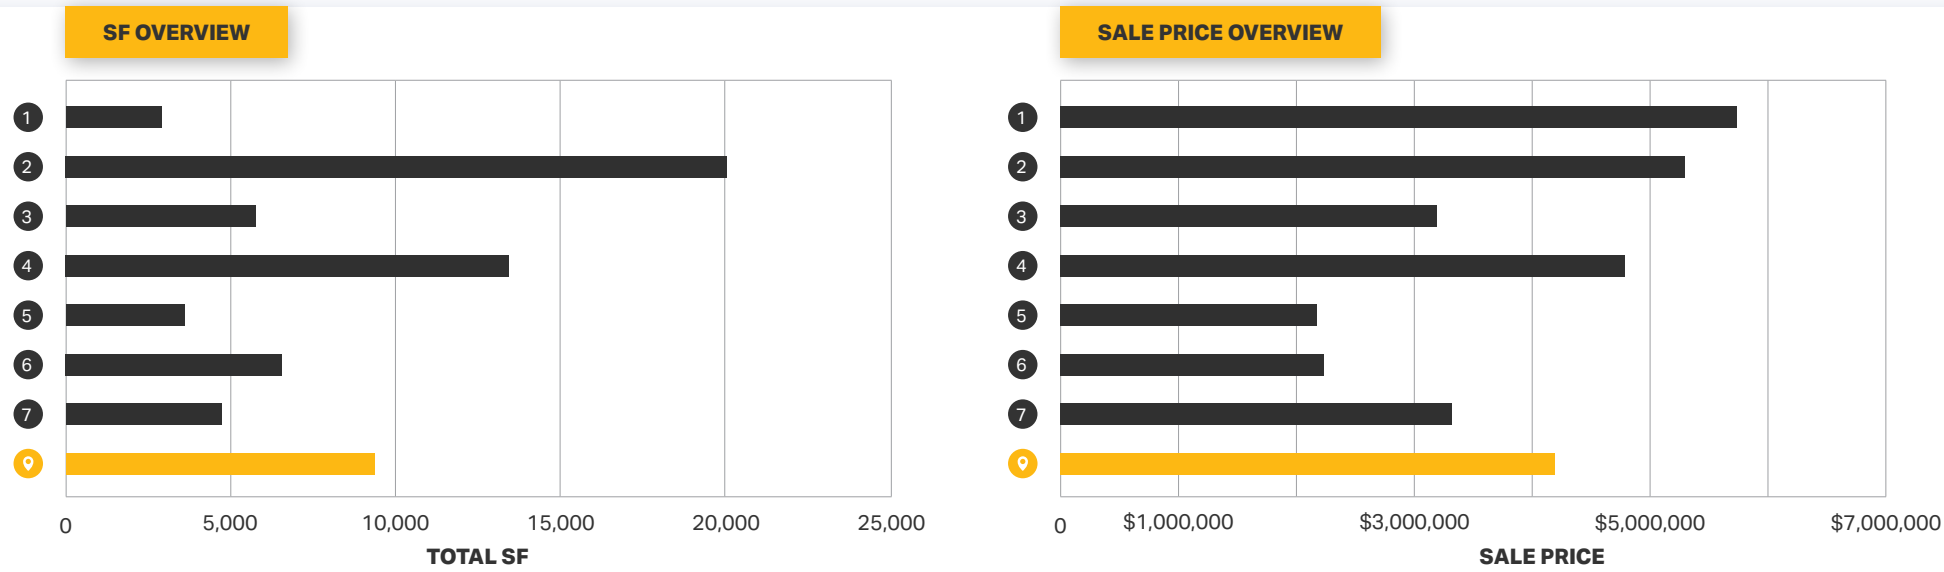 SF OVERVIEW
1
2
3
4
5
6
7
0 5,000 10,000 15,000 20,000 25,000
TOTAL SF
SALE PRICE OVERVIEW
1
2
3
4
5
6
7
0 $1,000,000 $3,000,000 $5,000,000 $7,000,000
SALE PRICE